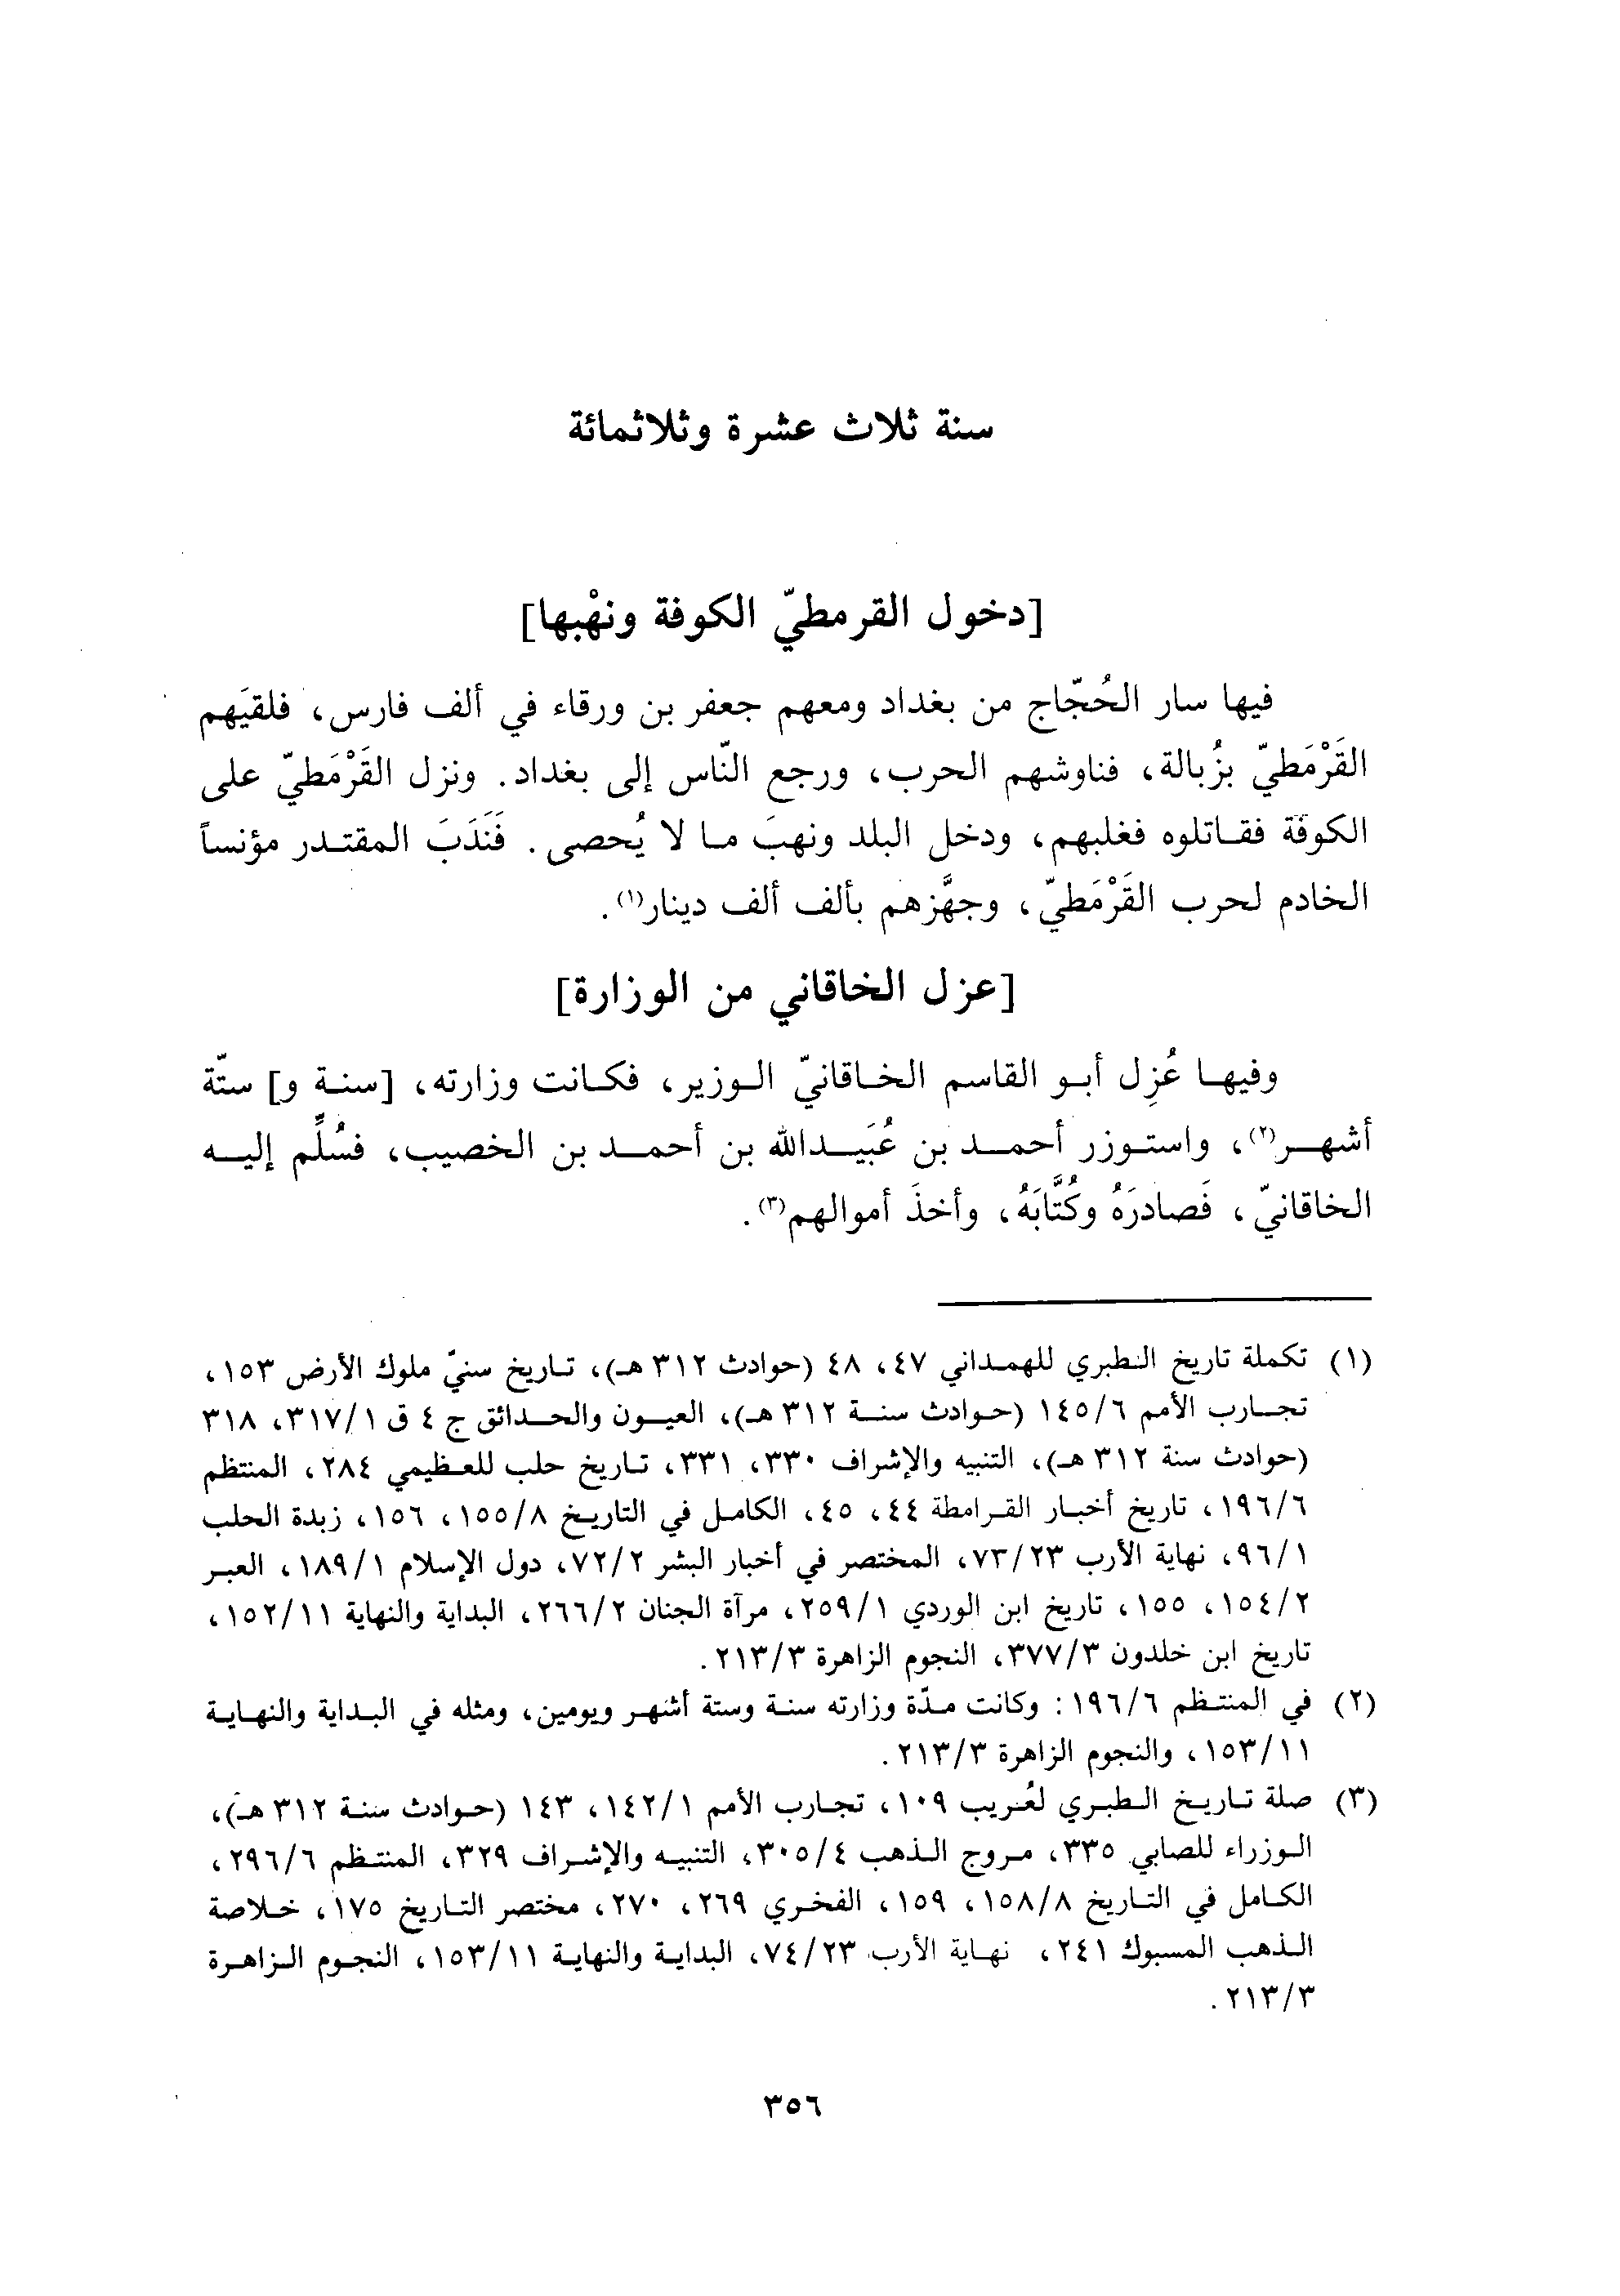 سنة ثلاث عشرة وثلاثمائة
[دخول القرمطيّ الكوفة ونهْبها]
فيها سار الحُجّاج من بغداد ومعهم جعفر بن ورقاء في ألف فارس، فلقيَهم
القَرْمَطيّ بزُبالة، فناوشهم الحرب، ورجع النّاس إلى بغداد. ونزل القَرْمَطيّ على
الكوفة فقاتلوه فغلبهم، ودخل البلد ونهبَ ما لا يُحصى. فَنَدَبَ المقتدر مؤنساً
الخادم لحرب القَرْمَطيّ، وجهَّزهم بألف ألف دينار(١).
[عزل الخاقاني من الوزارة]
وفيها عُزِل أبو القاسم الخاقانيّ الوزير، فكانت وزارته، [سنة و] ستّة
أشهر(٢)، واستوزر أحمد بن عُبَيدالله بن أحمد بن الخصيب، فسُلِّم إليه
الخاقانيّ، فَصادَرَهُ وكُتَّابَهُ، وأخذَ أموالهم(٣).
(١) تكملة تاريخ الطبري للهمداني ٤٧، ٤٨ (حوادث ٣١٢ هـ)، تاريخ سنيّ ملوك الأرض ١٥٣،
تجارب الأمم ١٤٥/٦ (حوادث سنة ٣١٢ هـ)، العيون والحدائق ج ٤ ق ٣١٧/١، ٣١٨
(حوادث سنة ٣١٢ هـ)، التنبيه والإشراف ٣٣٠، ٣٣١، تاريخ حلب للعظيمي ٢٨٤، المنتظم
١٩٦/٦، تاريخ أخبار القرامطة ٤٤، ٤٥، الكامل في التاريخ ١٥٥/٨، ١٥٦، زبدة الحلب
٩٦/١، نهاية الأرب ٧٣/٢٣، المختصر في أخبار البشر ٧٢/٢، دول الإسلام ١٨٩/١، العبر
١٥٤/٢، ١٥٥، تاريخ ابن الوردي ٢٥٩/١، مرآة الجنان ٢٦٦/٢، البداية والنهاية ١٥٢/١١،
تاريخ ابن خلدون ٣٧٧/٣، النجوم الزاهرة ٢١٣/٣.
(٢) في المنتظم ١٩٦/٦: وكانت مدّة وزارته سنة وستة أشهر ويومين، ومثله في البداية والنهاية
١٥٣/١١، والنجوم الزاهرة ٢١٣/٣.
(٣) صلة تاريخ الطبري لعُريب ١٠٩، تجارب الأمم ١٤٢/١، ١٤٣ (حوادث سنة ٣١٢ هـ)،
الوزراء للصابي ٣٣٥، مروج الذهب ٣٠٥/٤، التنبيه والإشراف ٣٢٩، المنتظم ٢٩٦/٦،
الكامل في التاريخ ١٥٨/٨، ١٥٩، الفخري ٢٦٩، ٢٧٠، مختصر التاريخ ١٧٥، خلاصة
الذهب المسبوك ٢٤١، نهاية الأرب ٧٤/٢٣، البداية والنهاية ١٥٣/١١، النجوم الزاهرة
٢١٣/٣.
٣٥٦